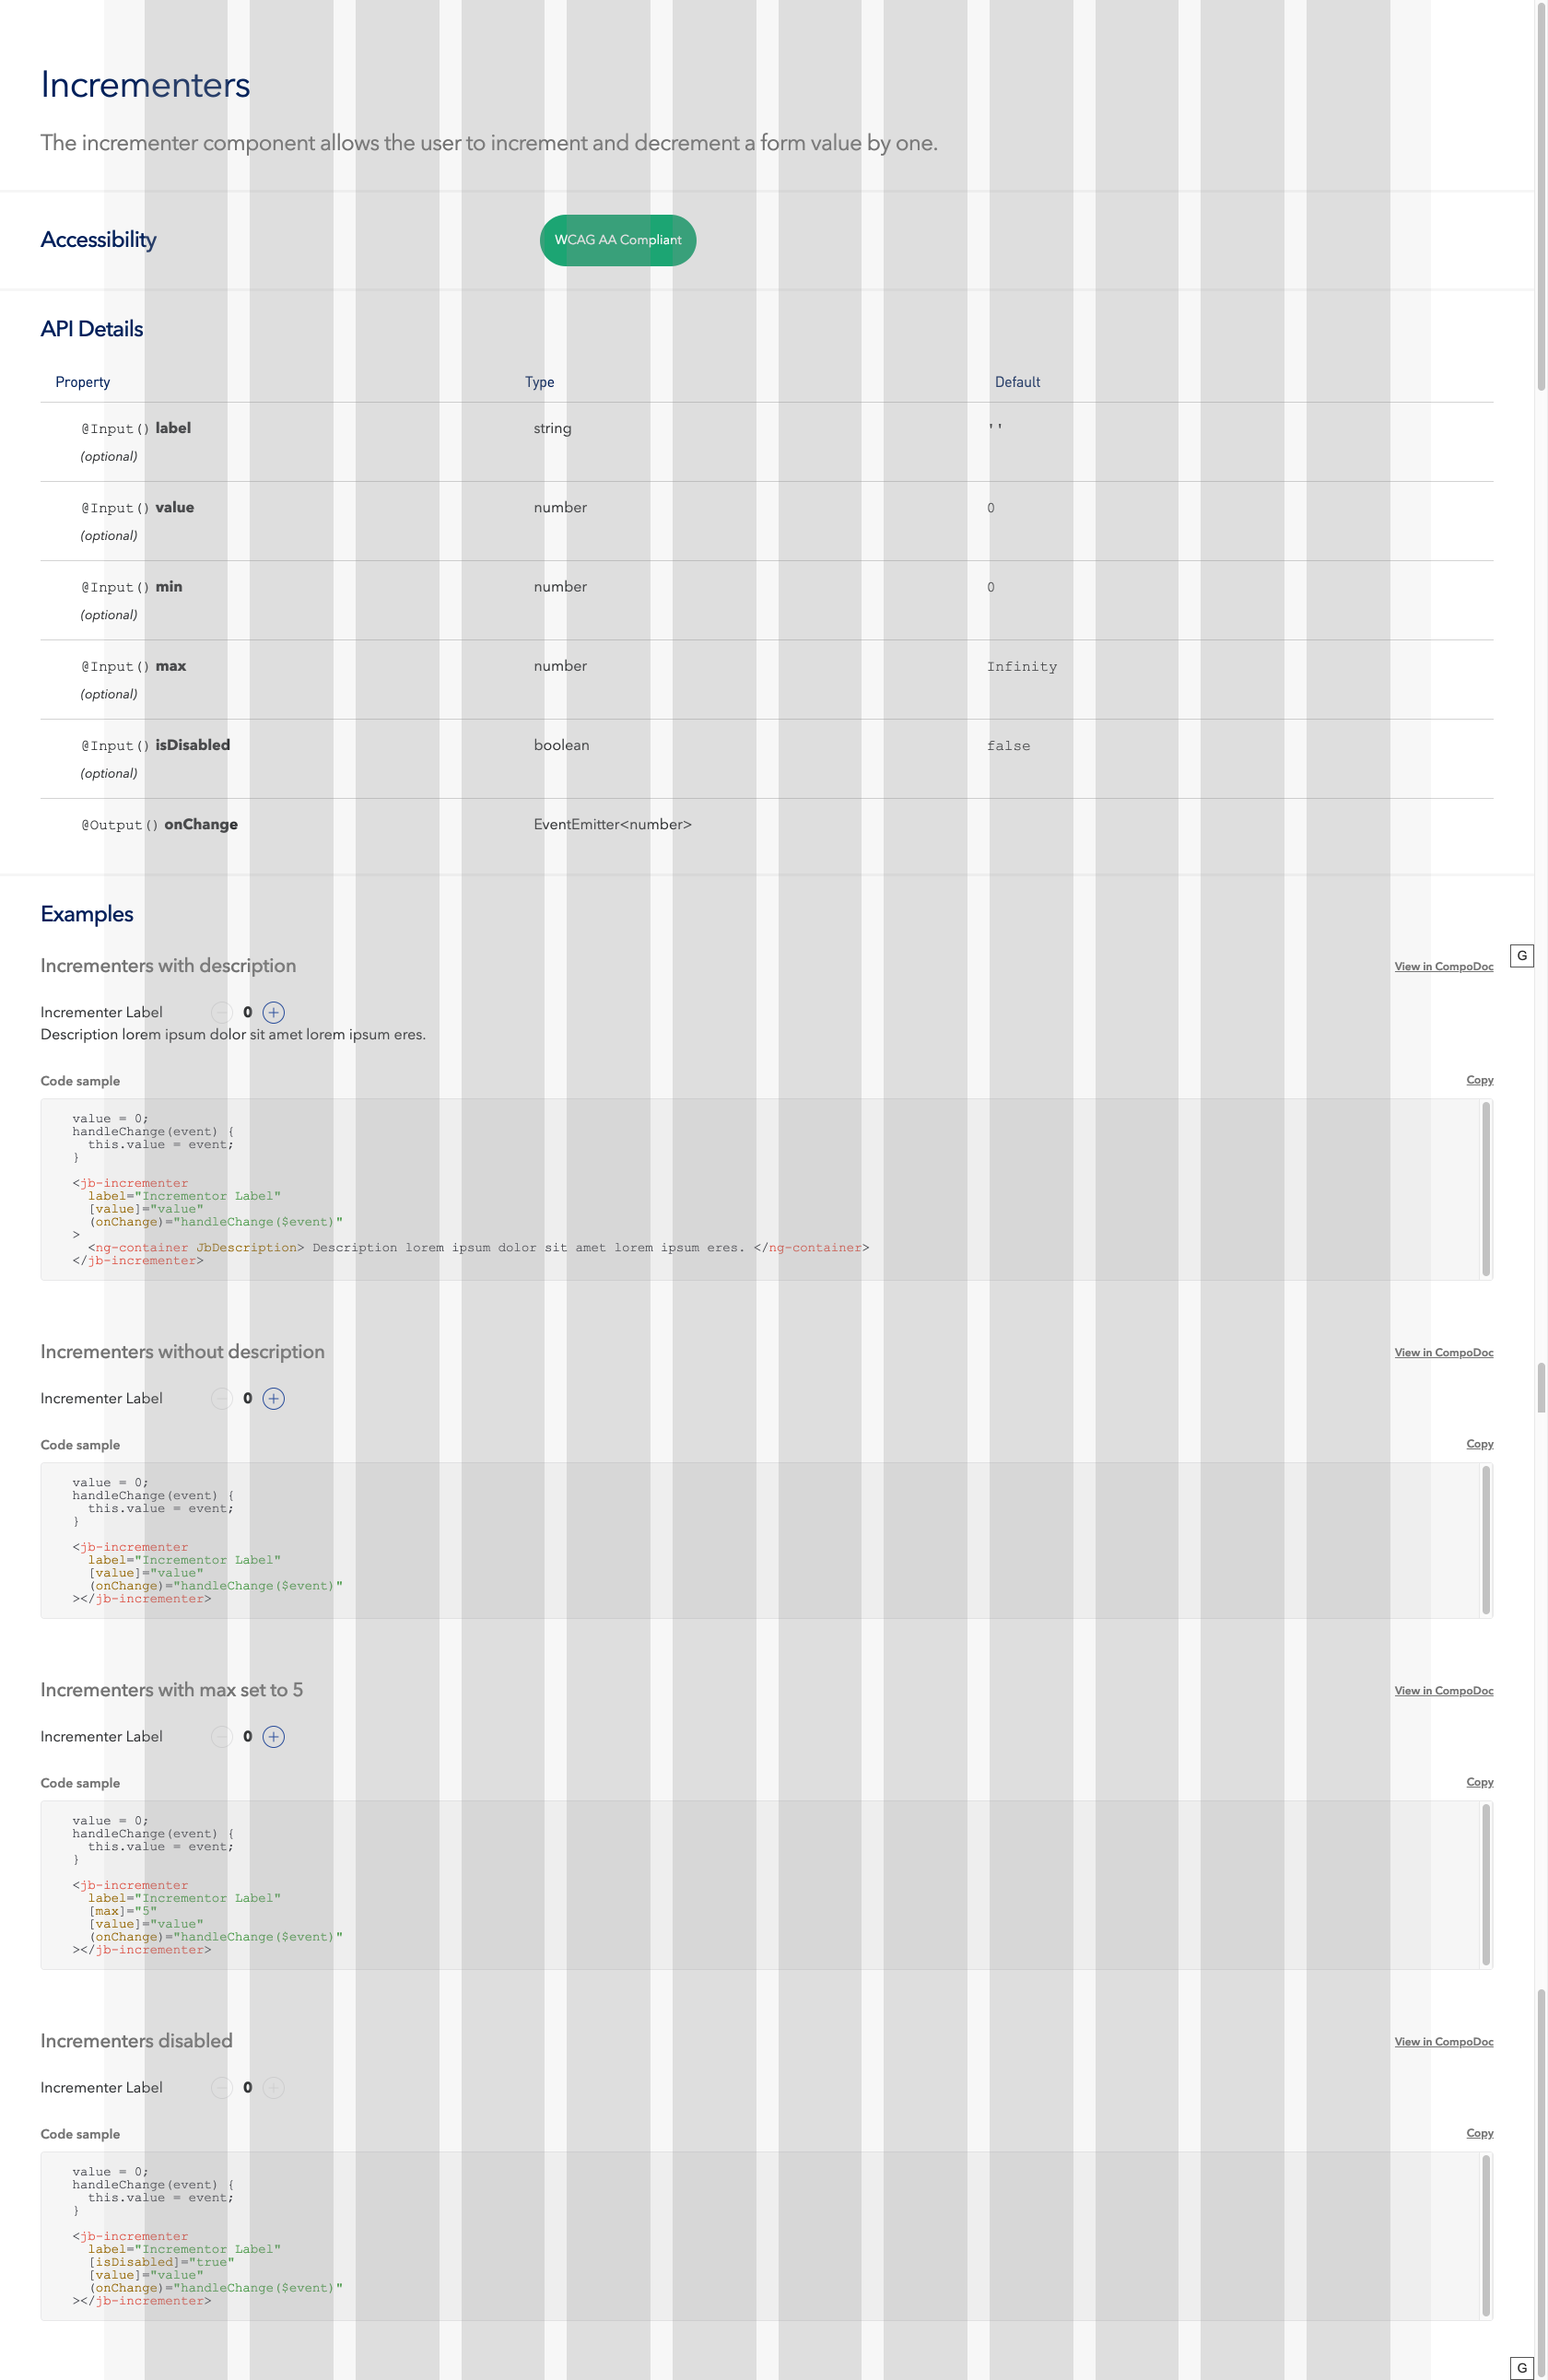 Incrementers
The incrementer component allows the user to increment and decrement a form value by one.
Accessibility
WCAG AA Compliant
API Details
Property Type Default
@Input() label string ''
(optional)
@Input() value number 0
(optional)
@Input() min number 0
(optional)
@Input() max number Infinity
(optional)
@Input() isDisabled boolean false
(optional)
@Output() onChange EventEmitter<number>
Examples
G
Incrementers with description View in CompoDoc
Incrementer Label 0
Description lorem ipsum dolor sit amet lorem ipsum eres.
Code sample Copy
value = 0;
handleChange(event) {
  this.value = event;
}
<jb-incrementer
  label="Incrementor Label"
  [value]="value"
  (onChange)="handleChange($event)"
>
  <ng-container JbDescription> Description lorem ipsum dolor sit amet lorem ipsum eres. </ng-container>
</jb-incrementer>
Incrementers without description View in CompoDoc
Incrementer Label 0
Code sample Copy
value = 0;
handleChange(event) {
  this.value = event;
}
<jb-incrementer
  label="Incrementor Label"
  [value]="value"
  (onChange)="handleChange($event)"
></jb-incrementer>
Incrementers with max set to 5 View in CompoDoc
Incrementer Label 0
Code sample Copy
value = 0;
handleChange(event) {
  this.value = event;
}
<jb-incrementer
  label="Incrementor Label"
  [max]="5"
  [value]="value"
  (onChange)="handleChange($event)"
></jb-incrementer>
Incrementers disabled View in CompoDoc
Incrementer Label 0
Code sample Copy
value = 0;
handleChange(event) {
  this.value = event;
}
<jb-incrementer
  label="Incrementor Label"
  [isDisabled]="true"
  [value]="value"
  (onChange)="handleChange($event)"
></jb-incrementer>
G